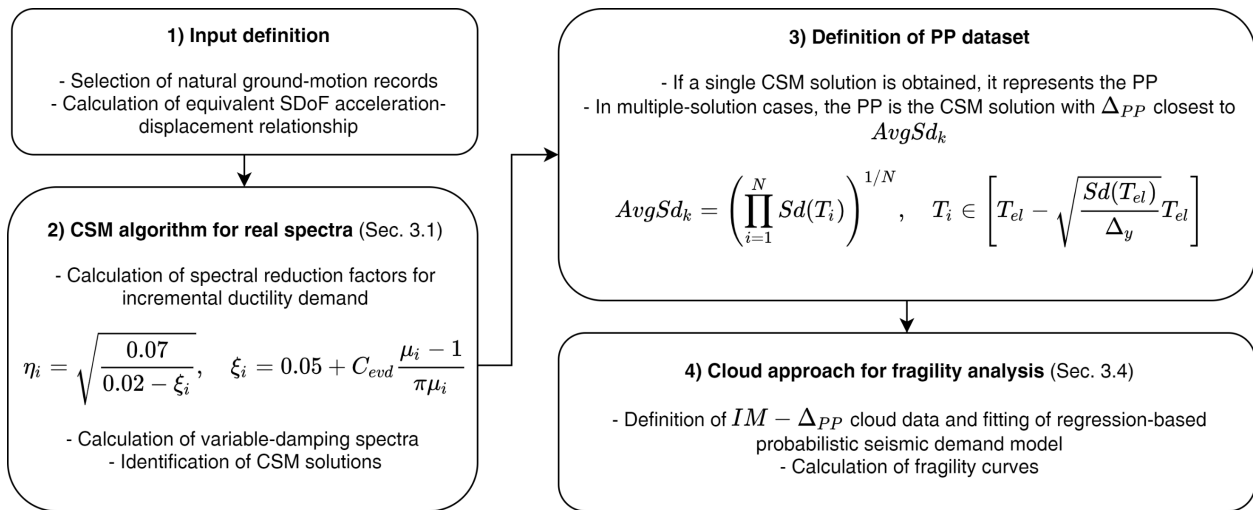 1) Input definition
- Selection of natural ground-motion records
- Calculation of equivalent SDoF acceleration-
displacement relationship
2) CSM algorithm for real spectra (Sec. 3.1)
- Calculation of spectral reduction factors for
incremental ductility demand
η_i = √(0.07 / (0.02 − ξ_i)), ξ_i = 0.05 + C_evd (μ_i − 1) / (πμ_i)
- Calculation of variable-damping spectra
- Identification of CSM solutions
3) Definition of PP dataset
- If a single CSM solution is obtained, it represents the PP
- In multiple-solution cases, the PP is the CSM solution with Δ_PP closest to
AvgSd_k
AvgSd_k = (∏_{i=1}^{N} Sd(T_i))^{1/N}, T_i ∈ [T_el − √(Sd(T_el) / Δ_y) T_el]
4) Cloud approach for fragility analysis (Sec. 3.4)
- Definition of IM − Δ_PP cloud data and fitting of regression-based
probabilistic seismic demand model
- Calculation of fragility curves